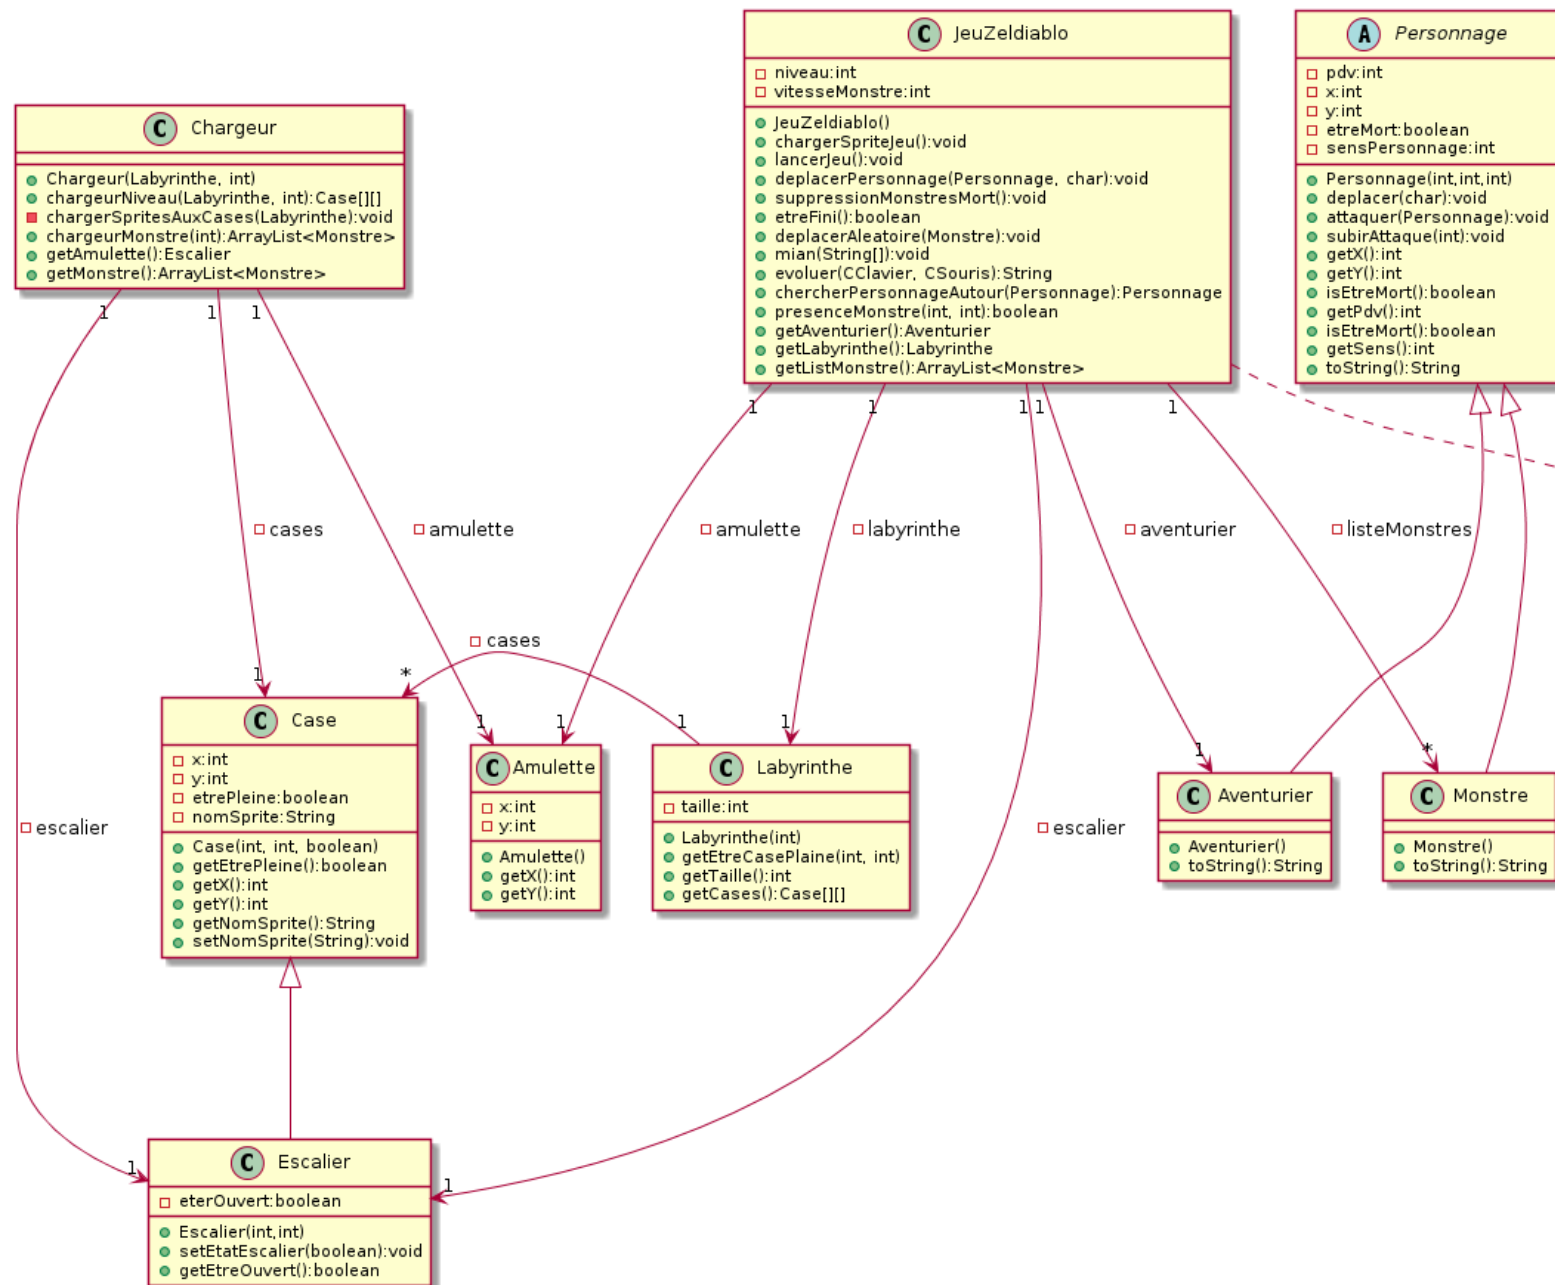 C Chargeur
Chargeur(Labyrinthe, int)
chargeurNiveau(Labyrinthe, int):Case[][]
chargerSpritesAuxCases(Labyrinthe):void
chargeurMonstre(int):ArrayList<Monstre>
getAmulette():Escalier
getMonstre():ArrayList<Monstre>
C JeuZeldiablo
niveau:int
vitesseMonstre:int
JeuZeldiablo()
chargerSpriteJeu():void
lancerJeu():void
deplacerPersonnage(Personnage, char):void
suppressionMonstresMort():void
etreFini():boolean
deplacerAleatoire(Monstre):void
mian(String[]):void
evoluer(CClavier, CSouris):String
chercherPersonnageAutour(Personnage):Personnage
presenceMonstre(int, int):boolean
getAventurier():Aventurier
getLabyrinthe():Labyrinthe
getListMonstre():ArrayList<Monstre>
A Personnage
pdv:int
x:int
y:int
etreMort:boolean
sensPersonnage:int
Personnage(int,int,int)
deplacer(char):void
attaquer(Personnage):void
subirAttaque(int):void
getX():int
getY():int
isEtreMort():boolean
getPdv():int
isEtreMort():boolean
getSens():int
toString():String
1 1 1
1 1 1 1 1
cases
amulette
amulette
labyrinthe
aventurier
listeMonstres
cases
*
1
1 1 1 1
1 *
escalier
escalier
C Case
x:int
y:int
etrePleine:boolean
nomSprite:String
Case(int, int, boolean)
getEtrePleine():boolean
getX():int
getY():int
getNomSprite():String
setNomSprite(String):void
C Amulette
x:int
y:int
Amulette()
getX():int
getY():int
C Labyrinthe
taille:int
Labyrinthe(int)
getEtreCasePlaine(int, int)
getTaille():int
getCases():Case[][]
C Aventurier
Aventurier()
toString():String
C Monstre
Monstre()
toString():String
1
1
C Escalier
eterOuvert:boolean
Escalier(int,int)
setEtatEscalier(boolean):void
getEtreOuvert():boolean